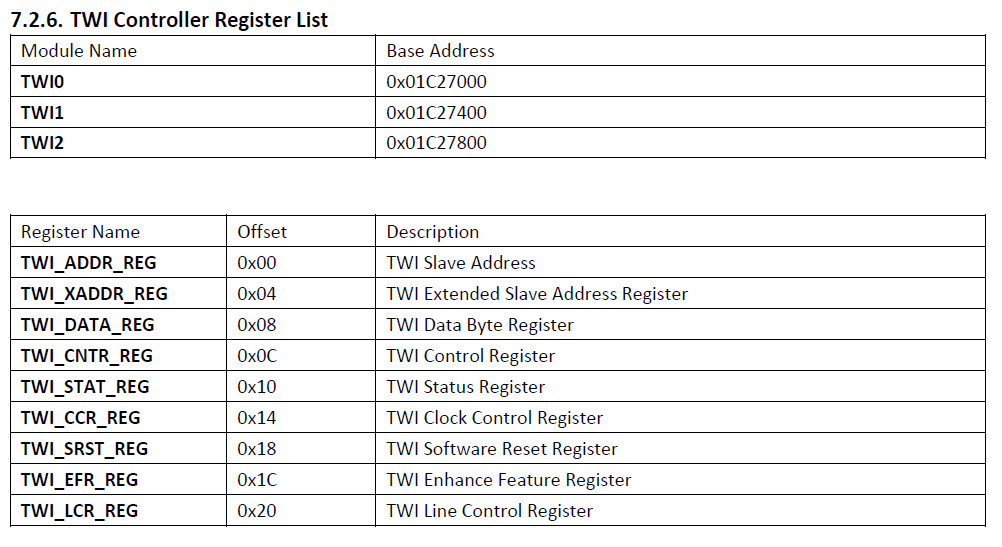 7.2.6. TWI Controller Register List
Module Name Base Address
TWI0 0x01C27000
TWI1 0x01C27400
TWI2 0x01C27800
Register Name Offset Description
TWI_ADDR_REG 0x00 TWI Slave Address
TWI_XADDR_REG 0x04 TWI Extended Slave Address Register
TWI_DATA_REG 0x08 TWI Data Byte Register
TWI_CNTR_REG 0x0C TWI Control Register
TWI_STAT_REG 0x10 TWI Status Register
TWI_CCR_REG 0x14 TWI Clock Control Register
TWI_SRST_REG 0x18 TWI Software Reset Register
TWI_EFR_REG 0x1C TWI Enhance Feature Register
TWI_LCR_REG 0x20 TWI Line Control Register